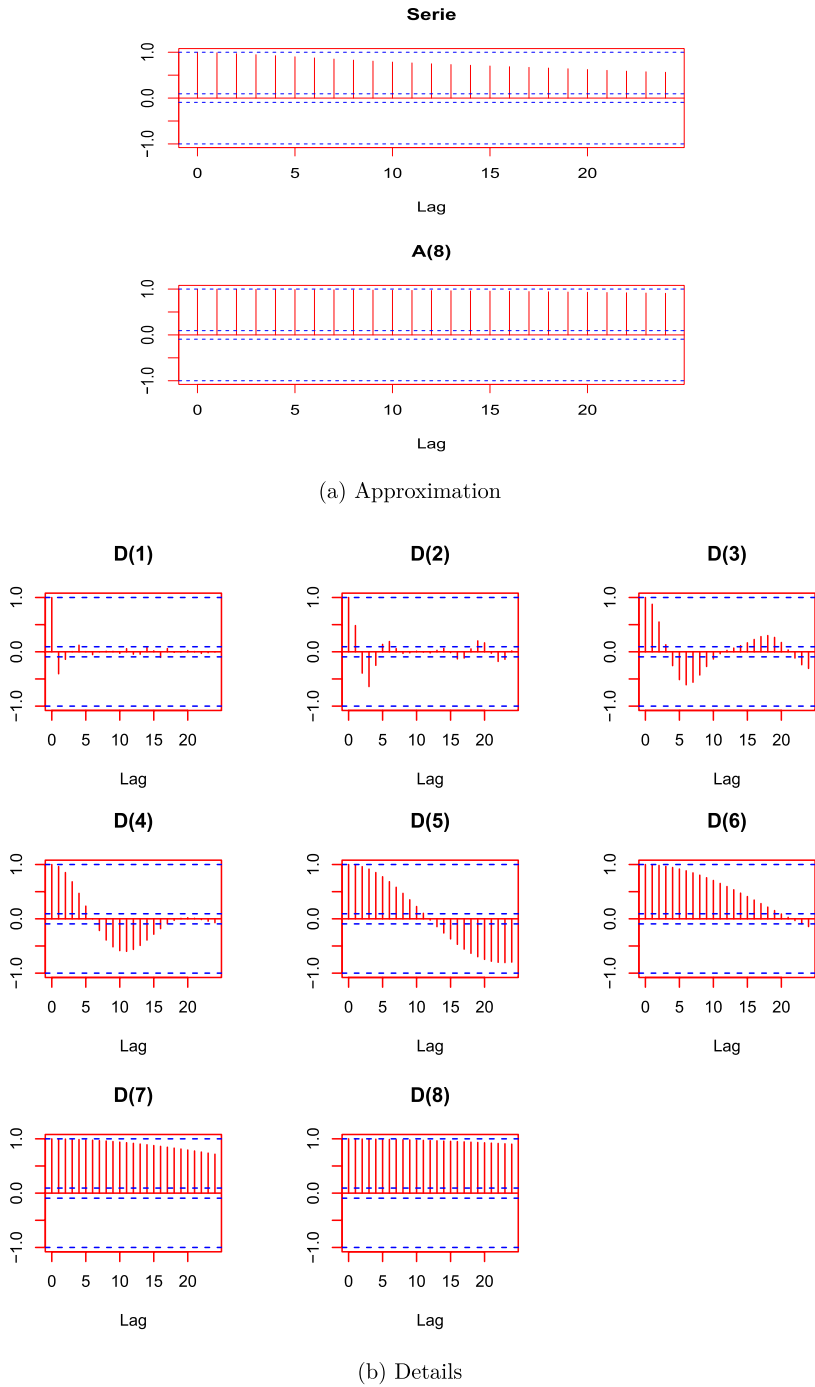 Serie
1.0
0.0
−1.0
0 5 10 15 20
Lag
A(8)
1.0
0.0
−1.0
0 5 10 15 20
Lag
(a) Approximation
D(1) D(2) D(3)
1.0 1.0 1.0
0.0 0.0 0.0
−1.0 −1.0 −1.0
0 5 10 15 20 0 5 10 15 20 0 5 10 15 20
Lag Lag Lag
D(4) D(5) D(6)
1.0 1.0 1.0
0.0 0.0 0.0
−1.0 −1.0 −1.0
0 5 10 15 20 0 5 10 15 20 0 5 10 15 20
Lag Lag Lag
D(7) D(8)
1.0 1.0
0.0 0.0
−1.0 −1.0
0 5 10 15 20 0 5 10 15 20
Lag Lag
(b) Details